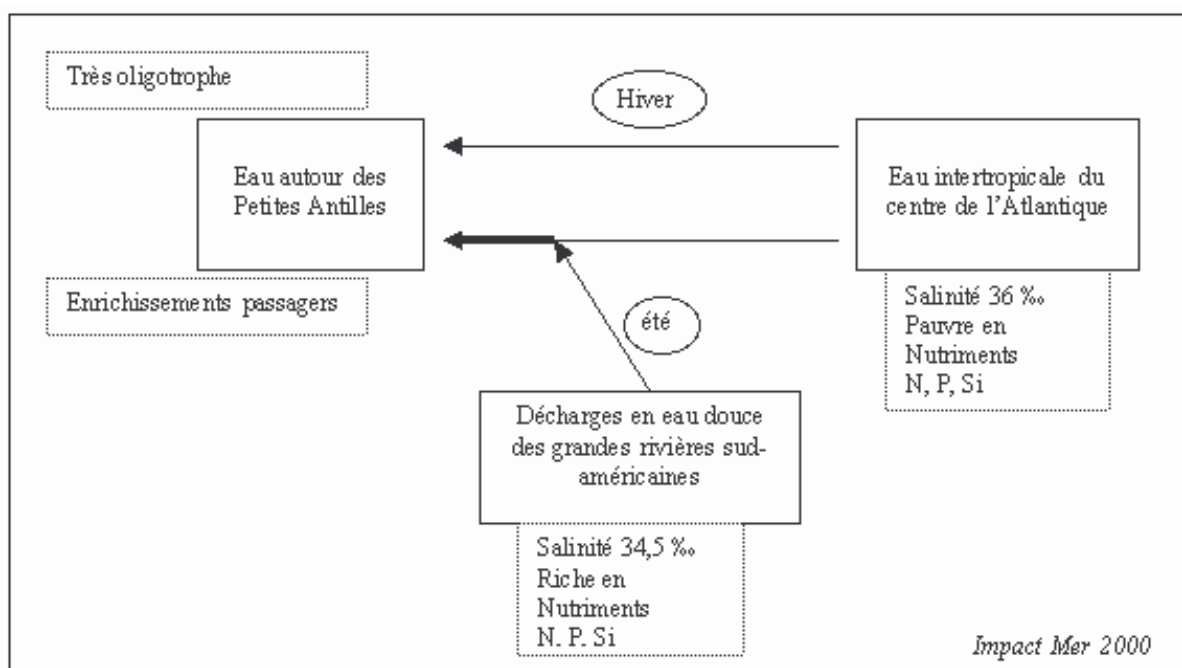 Très oligotrophe
Hiver
Eau autour des
Petites Antilles
Eau intertropicale du
centre de l'Atlantique
Enrichissements passagers
été
Salinité 36 ‰
Pauvre en
Nutriments
N, P, Si
Décharges en eau douce
des grandes rivières sud-
américaines
Salinité 34,5 ‰
Riche en
Nutriments
N. P. Si
Impact Mer 2000